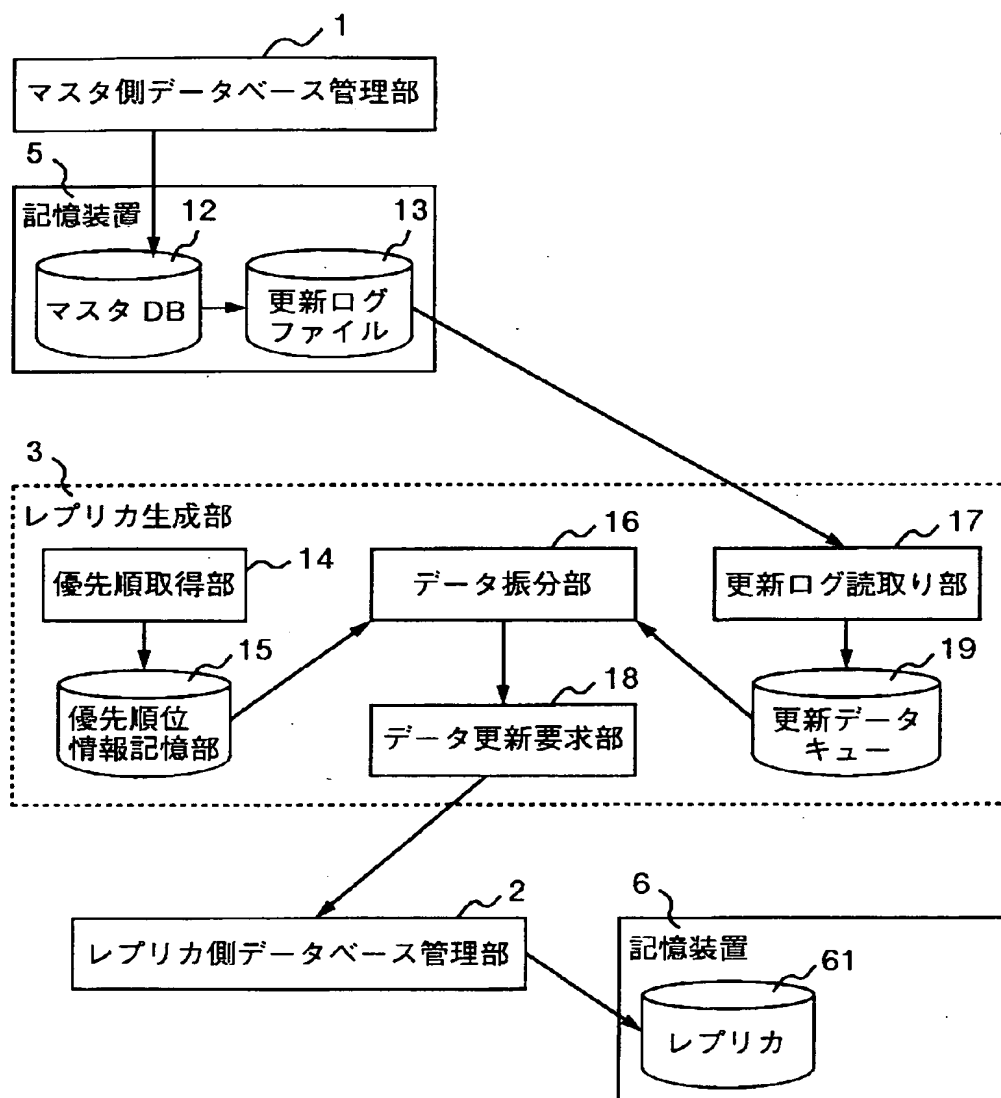 1
マスタ側データベース管理部
5
記憶装置
12
13
マスタ DB
更新ログ
ファイル
3
レプリカ生成部
14
16
17
優先順取得部
データ振分部
更新ログ読取り部
15
18
19
優先順位
情報記憶部
データ更新要求部
更新データ
キュー
2
レプリカ側データベース管理部
6
記憶装置
61
レプリカ